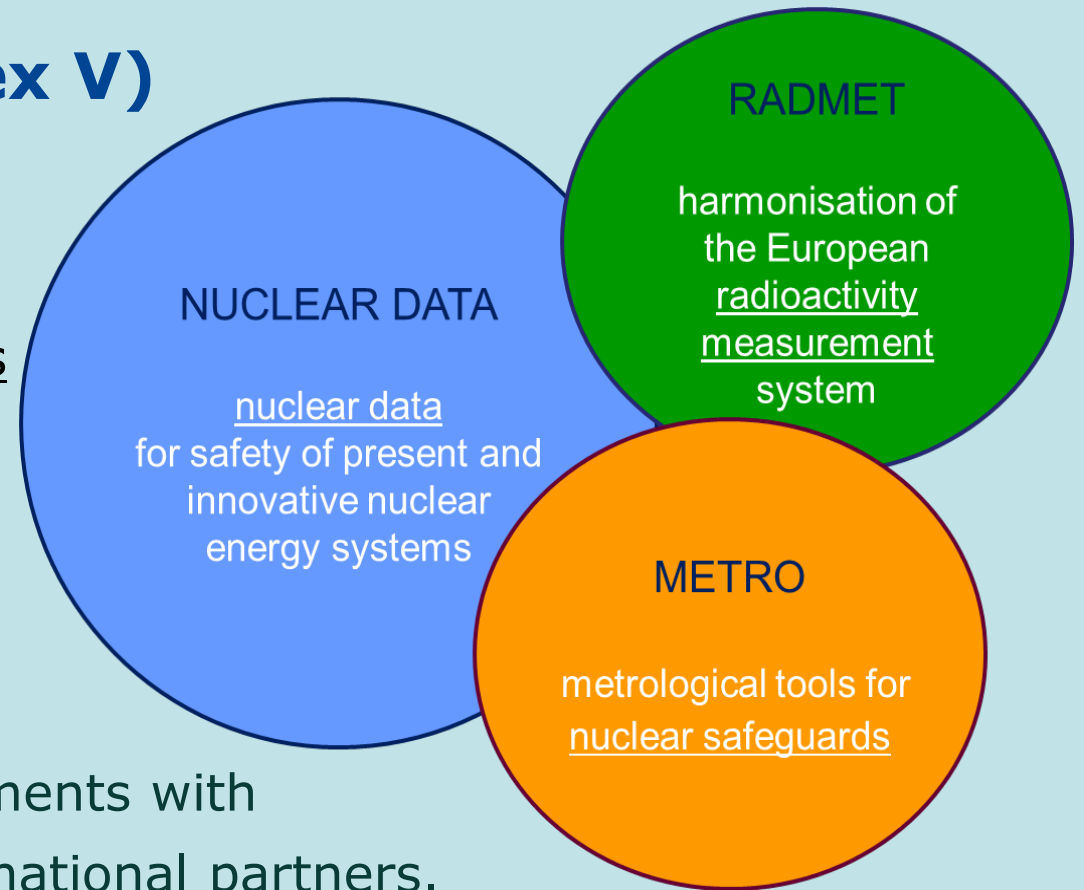 ex V)
RADMET
harmonisation of
the European
radioactivity
measurement
system
NUCLEAR DATA
nuclear data
for safety of present and
innovative nuclear
energy systems
s
METRO
metrological tools for
nuclear safeguards
ments with
national partners.